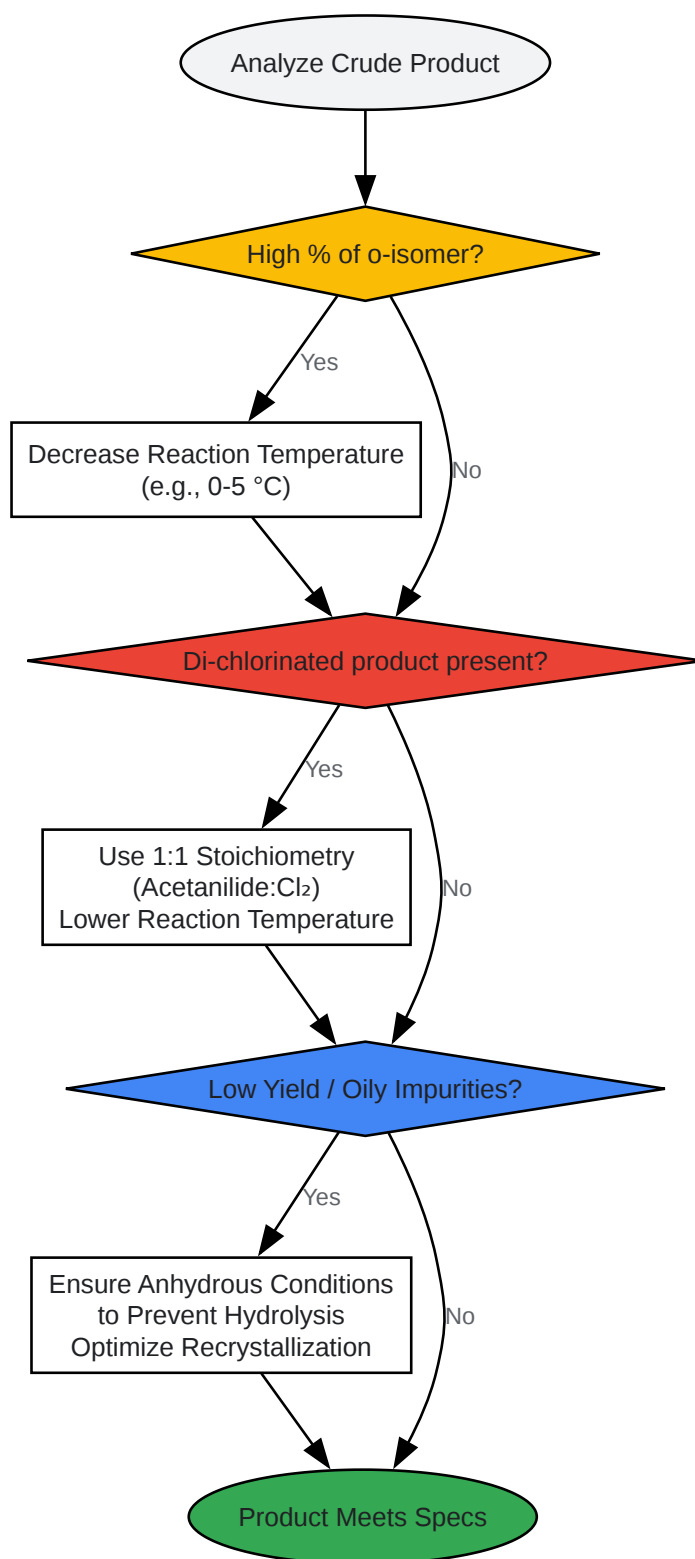 Analyze Crude Product
High % of o-isomer?
Yes
Decrease Reaction Temperature
(e.g., 0-5 °C)
No
Di-chlorinated product present?
Yes
Use 1:1 Stoichiometry
(Acetanilide:Cl₂)
Lower Reaction Temperature
No
Low Yield / Oily Impurities?
Yes
Ensure Anhydrous Conditions
to Prevent Hydrolysis
Optimize Recrystallization
No
Product Meets Specs